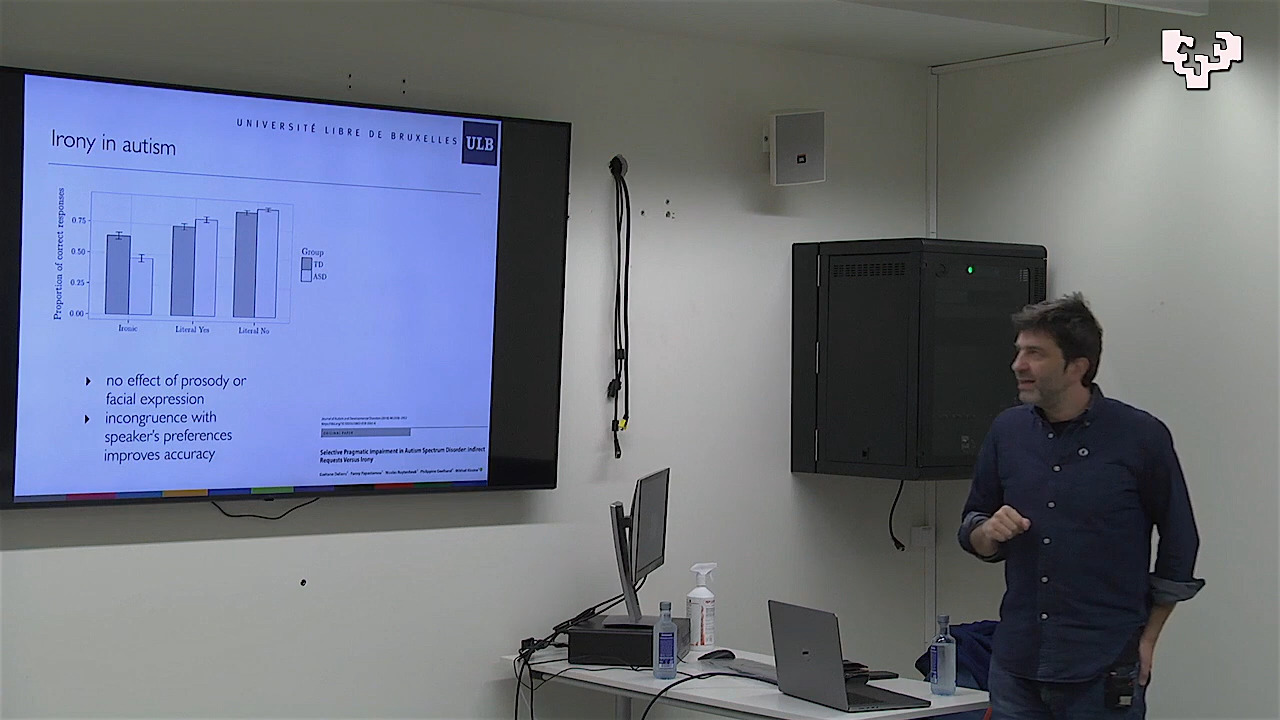 UNIVERSITÉ LIBRE DE BRUXELLES
ULB
Irony in autism
Proportion of correct responses
0.75
0.50
0.25
0.00
Ironic
Literal Yes
Literal No
Group
TD
ASD
no effect of prosody or
facial expression
incongruence with
speaker's preferences
improves accuracy
ORIGINAL PAPER
Selective Pragmatic Impairment in Autism Spectrum Disorder: Indirect
Requests Versus Irony